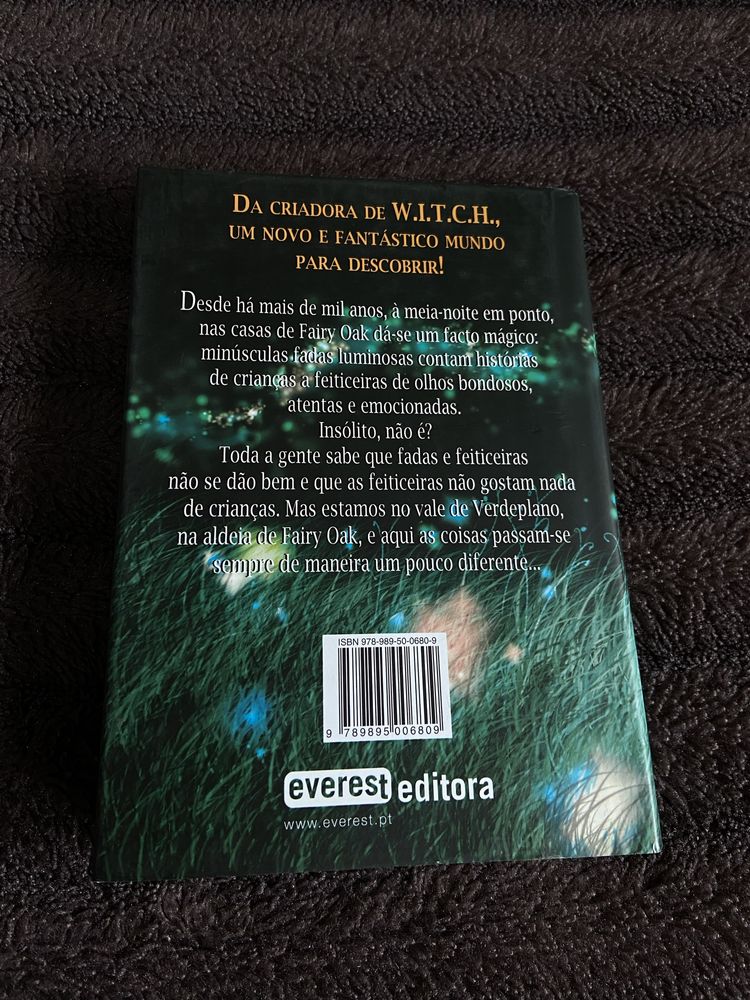 DA CRIADORA DE W.I.T.C.H.,
UM NOVO E FANTÁSTICO MUNDO
PARA DESCOBRIR!
Desde há mais de mil anos, à meia-noite em ponto,
nas casas de Fairy Oak dá-se um facto mágico:
minúsculas fadas luminosas contam histórias
de crianças a feiticeiras de olhos bondosos,
atentas e emocionadas.
Insólito, não é?
Toda a gente sabe que fadas e feiticeiras
não se dão bem e que as feiticeiras não gostam nada
de crianças. Mas estamos no vale de Verdeplano,
na aldeia de Fairy Oak, e aqui as coisas passam-se
sempre de maneira um pouco diferente...
ISBN 978-989-50-0680-9
9 789895 006809
everest editora
www.everest.pt